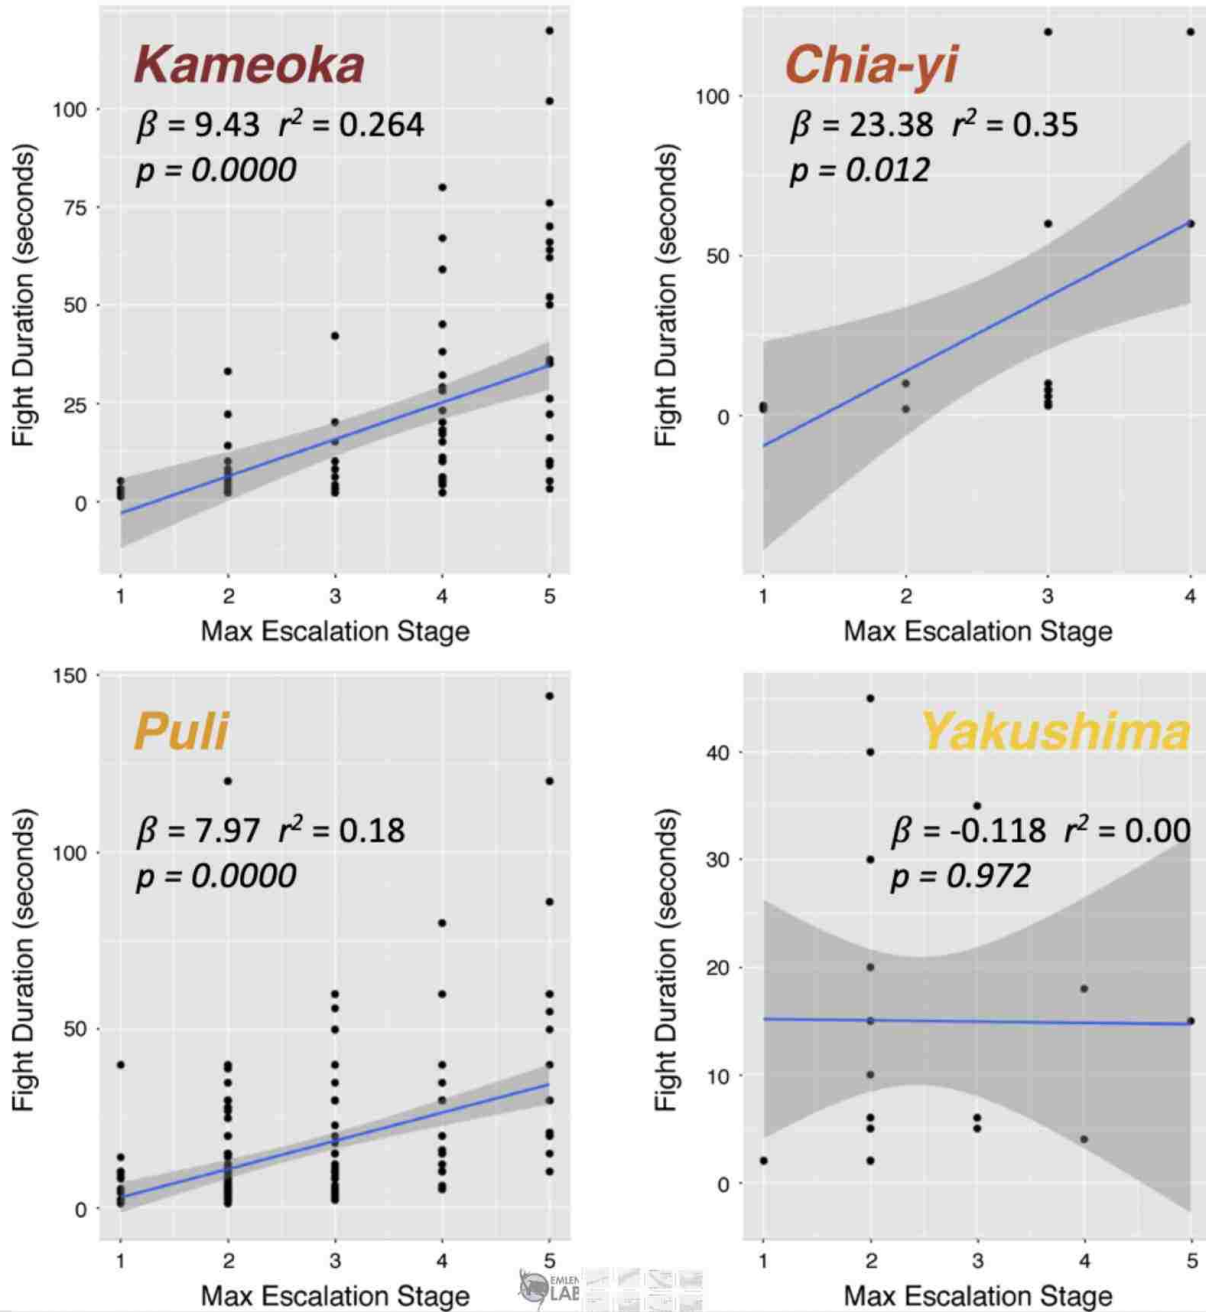 Kameoka
β = 9.43 r² = 0.264
p = 0.0000
100
75
50
25
0
Fight Duration (seconds)
1 2 3 4 5
Max Escalation Stage
Chia-yi
β = 23.38 r² = 0.35
p = 0.012
100
50
0
Fight Duration (seconds)
1 2 3 4
Max Escalation Stage
Puli
β = 7.97 r² = 0.18
p = 0.0000
150
100
50
0
Fight Duration (seconds)
1 2 3 4 5
Max Escalation Stage
Yakushima
β = -0.118 r² = 0.00
p = 0.972
40
30
20
10
0
Fight Duration (seconds)
1 2 3 4 5
Max Escalation Stage
EMLEN
LAB